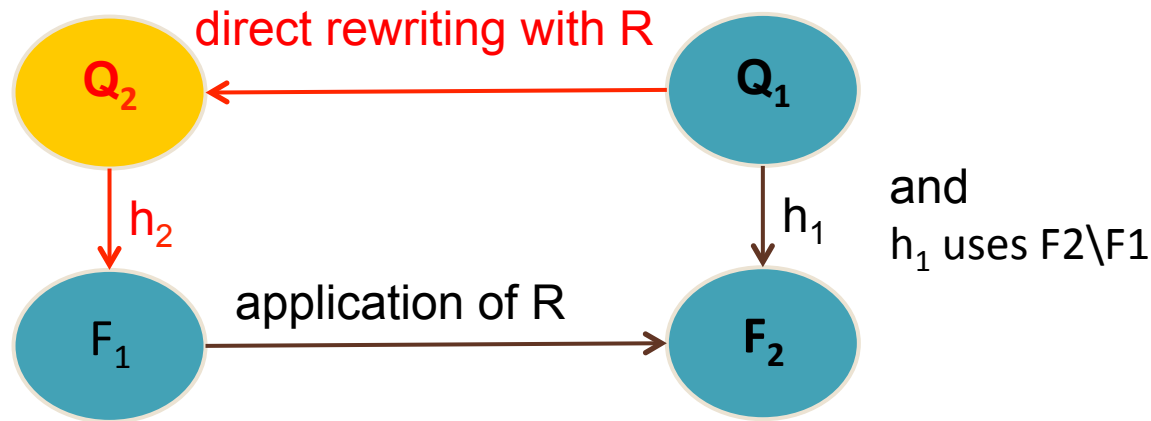 direct rewriting with R
Q₂
Q₁
h₂
h₁
and
h₁ uses F2\F1
application of R
F₁
F₂